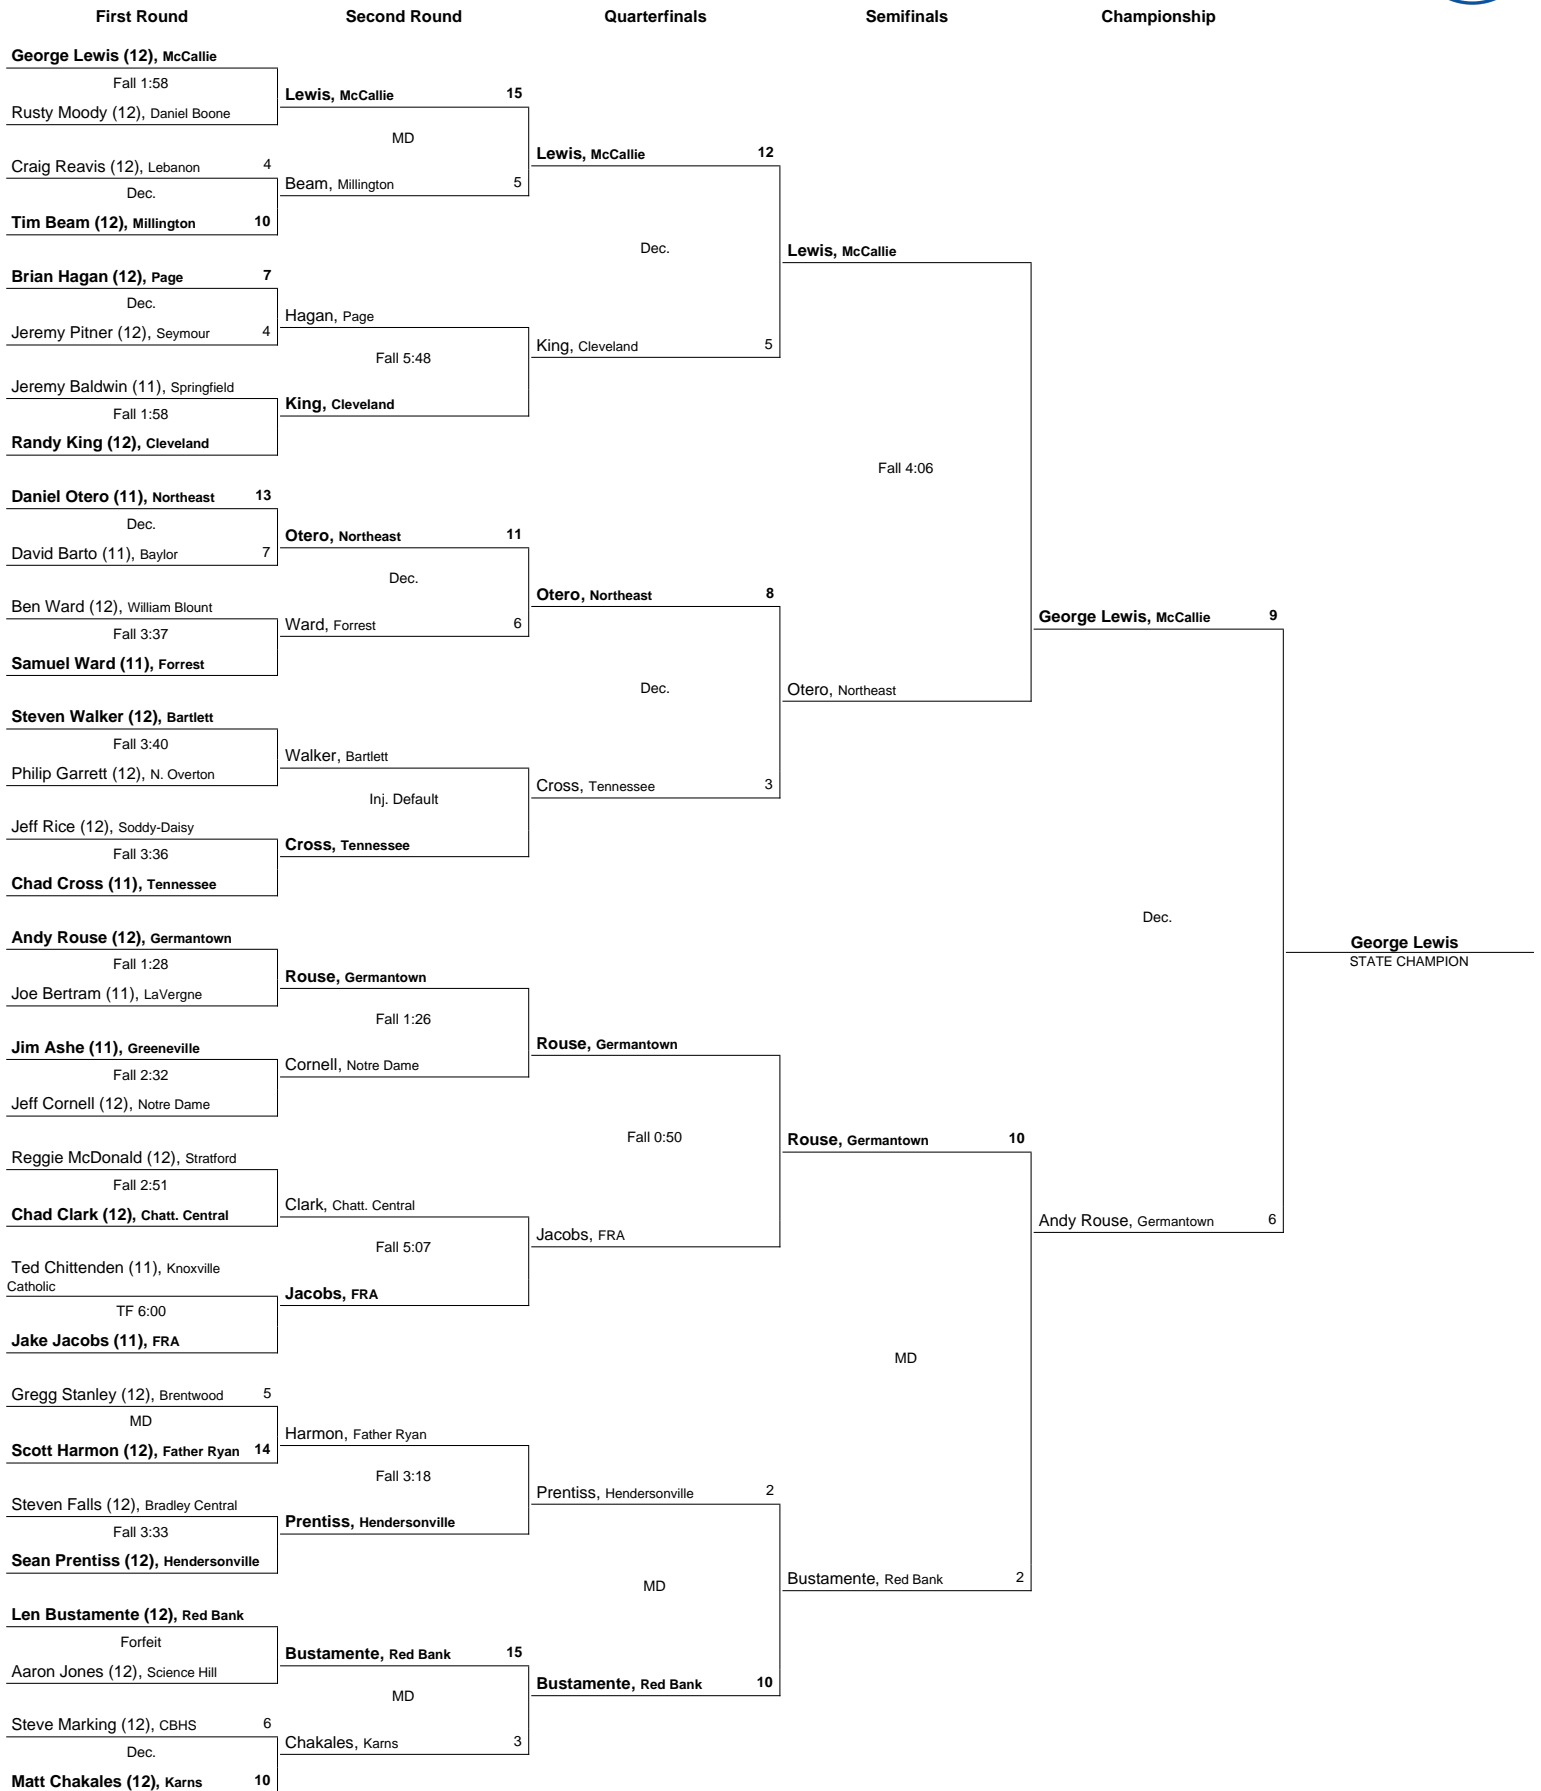 First Round
Second Round
Quarterfinals
Semifinals
Championship
George Lewis (12), McCallie
Fall 1:58
Rusty Moody (12), Daniel Boone
Craig Reavis (12), Lebanon 4
Dec.
Tim Beam (12), Millington 10
Brian Hagan (12), Page 7
Dec.
Jeremy Pitner (12), Seymour 4
Jeremy Baldwin (11), Springfield
Fall 1:58
Randy King (12), Cleveland
Daniel Otero (11), Northeast 13
Dec.
David Barto (11), Baylor 7
Ben Ward (12), William Blount
Fall 3:37
Samuel Ward (11), Forrest
Steven Walker (12), Bartlett
Fall 3:40
Philip Garrett (12), N. Overton
Jeff Rice (12), Soddy-Daisy
Fall 3:36
Chad Cross (11), Tennessee
Andy Rouse (12), Germantown
Fall 1:28
Joe Bertram (11), LaVergne
Jim Ashe (11), Greeneville
Fall 2:32
Jeff Cornell (12), Notre Dame
Reggie McDonald (12), Stratford
Fall 2:51
Chad Clark (12), Chatt. Central
Ted Chittenden (11), Knoxville
Catholic
TF 6:00
Jake Jacobs (11), FRA
Gregg Stanley (12), Brentwood 5
MD
Scott Harmon (12), Father Ryan 14
Steven Falls (12), Bradley Central
Fall 3:33
Sean Prentiss (12), Hendersonville
Len Bustamente (12), Red Bank
Forfeit
Aaron Jones (12), Science Hill
Steve Marking (12), CBHS 6
Dec.
Matt Chakales (12), Karns 10
Lewis, McCallie 15
MD
Beam, Millington 5
Hagan, Page
Fall 5:48
King, Cleveland
Otero, Northeast 11
Dec.
Ward, Forrest 6
Walker, Bartlett
Inj. Default
Cross, Tennessee
Rouse, Germantown
Fall 1:26
Cornell, Notre Dame
Clark, Chatt. Central
Fall 5:07
Jacobs, FRA
Harmon, Father Ryan
Fall 3:18
Prentiss, Hendersonville
Bustamente, Red Bank 15
MD
Chakales, Karns 3
Lewis, McCallie 12
Dec.
King, Cleveland 5
Otero, Northeast 8
Dec.
Cross, Tennessee 3
Rouse, Germantown
Fall 0:50
Jacobs, FRA
Prentiss, Hendersonville 2
MD
Bustamente, Red Bank 10
Lewis, McCallie
Fall 4:06
Otero, Northeast
Rouse, Germantown 10
MD
Bustamente, Red Bank 2
George Lewis, McCallie 9
Dec.
Andy Rouse, Germantown 6
George Lewis
STATE CHAMPION